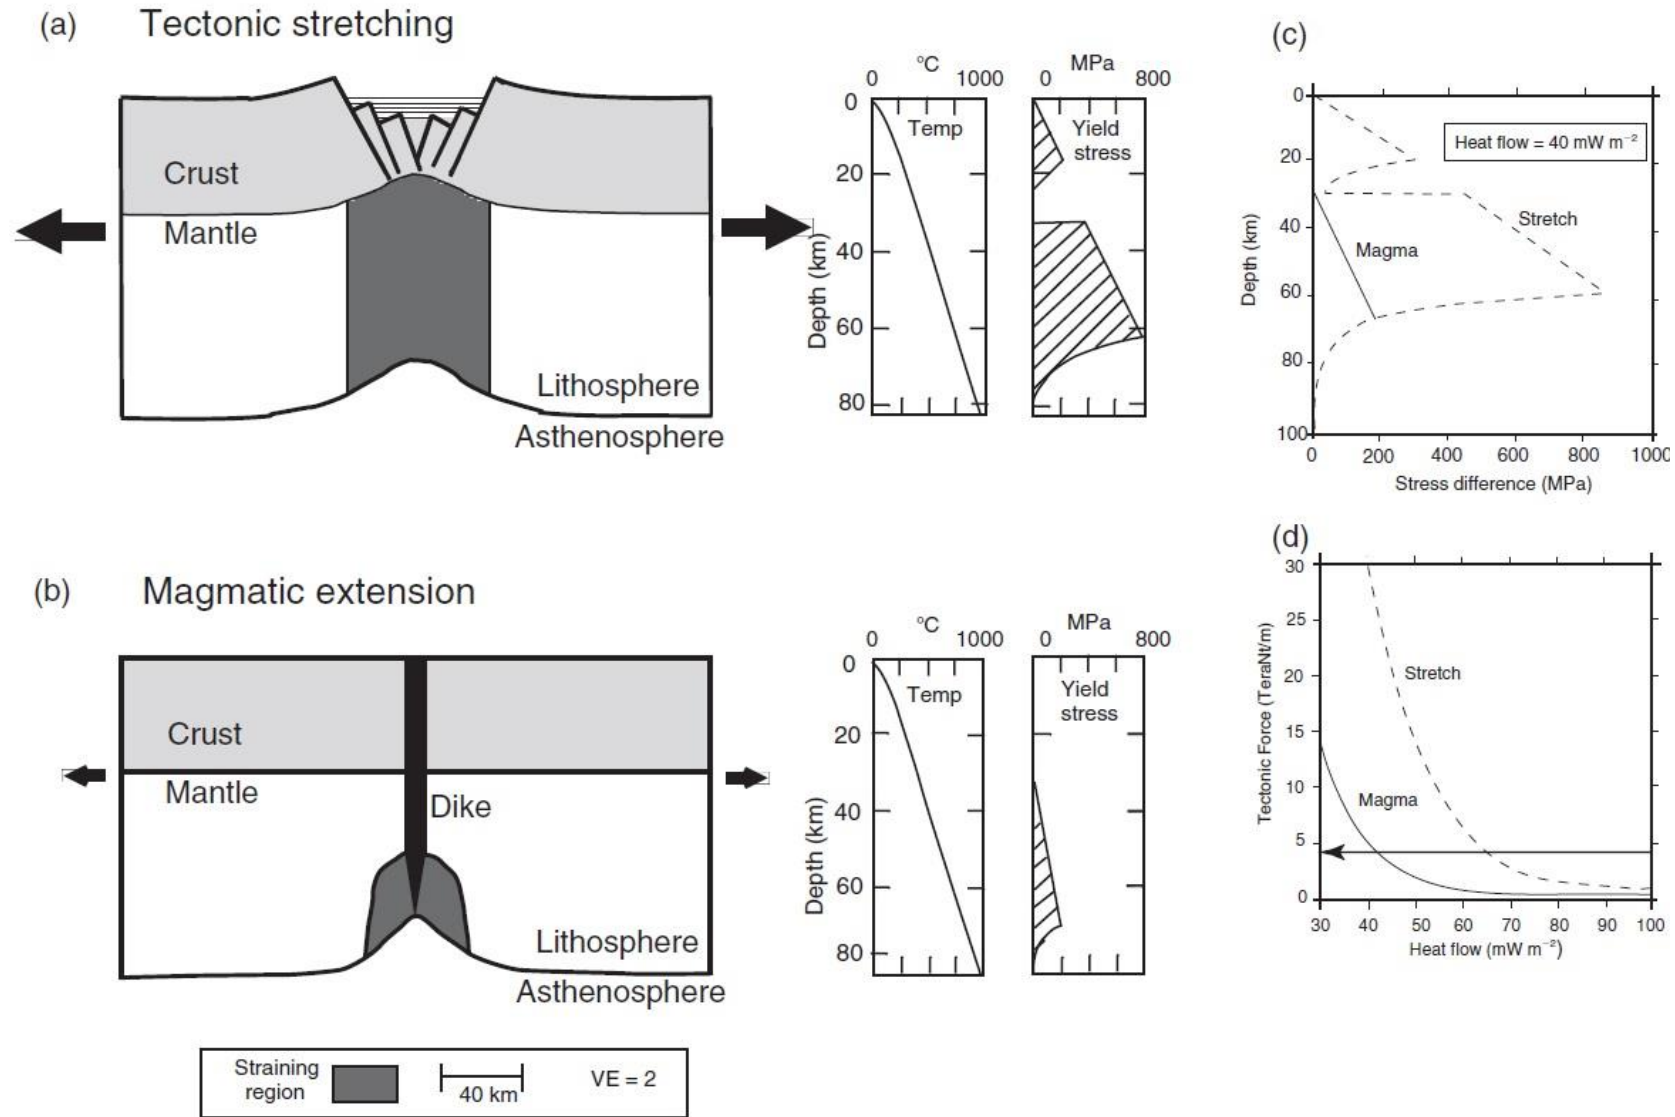 (a) Tectonic stretching
Crust
Mantle
Lithosphere
Asthenosphere
°C
0 1000
Temp
0
20
40
60
80
Depth (km)
MPa
0 800
Yield
stress
(b) Magmatic extension
Crust
Mantle
Dike
Lithosphere
Asthenosphere
°C
0 1000
Temp
0
20
40
60
80
Depth (km)
MPa
0 800
Yield
stress
Straining
region
40 km
VE = 2
(c)
Heat flow = 40 mW m⁻²
Stretch
Magma
0
20
40
60
80
100
Depth (km)
0 200 400 600 800 1000
Stress difference (MPa)
(d)
30
25
20
15
10
5
0
Tectonic Force (TeraNt/m)
Stretch
Magma
30 40 50 60 70 80 90 100
Heat flow (mW m⁻²)